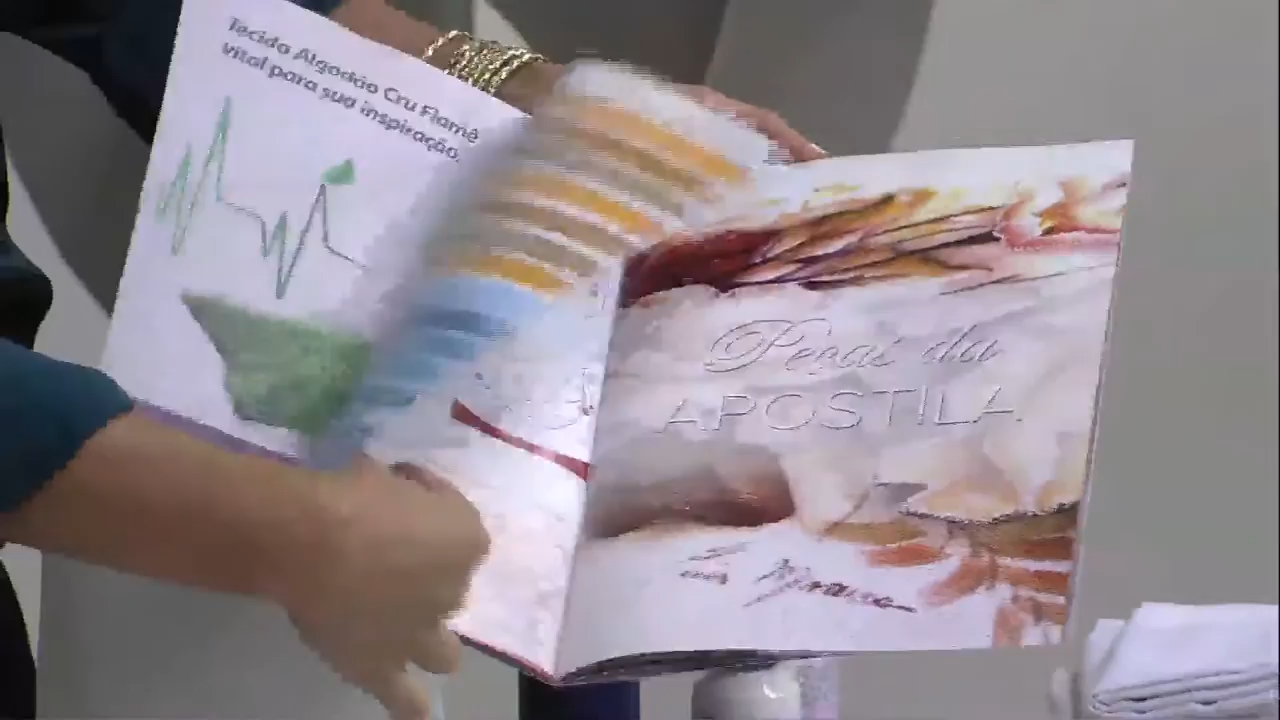 Tecido Algodão Cru Flamê
vital para sua inspiração.
Peças da
APOSTILA